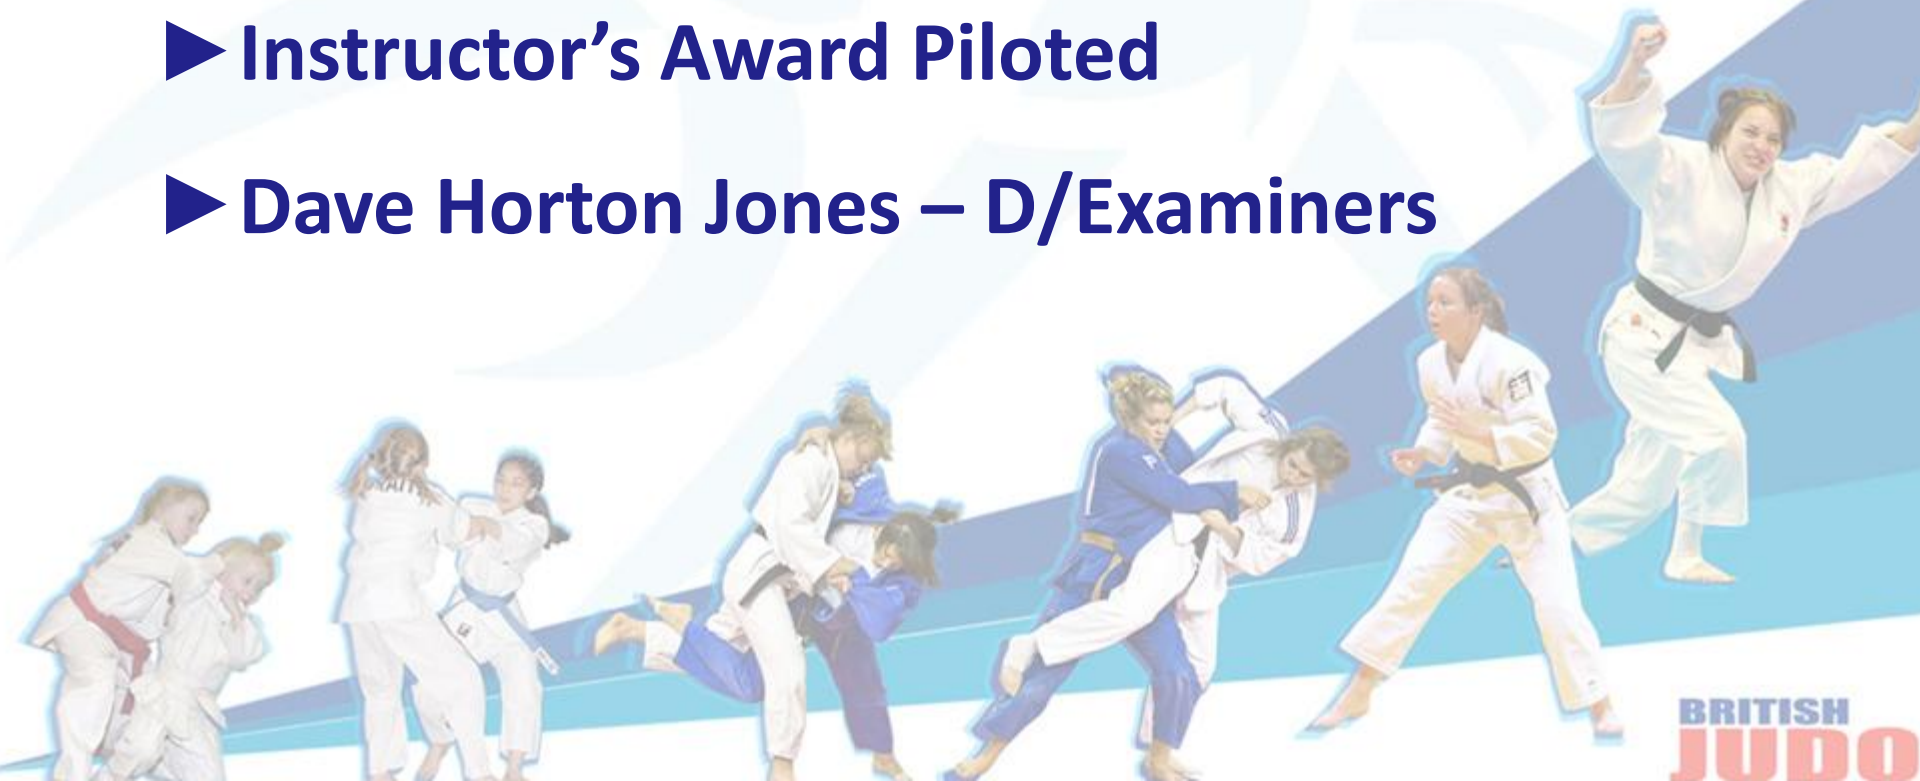 ► Instructor’s Award Piloted
► Dave Horton Jones – D/Examiners
BRITISH
JUDO